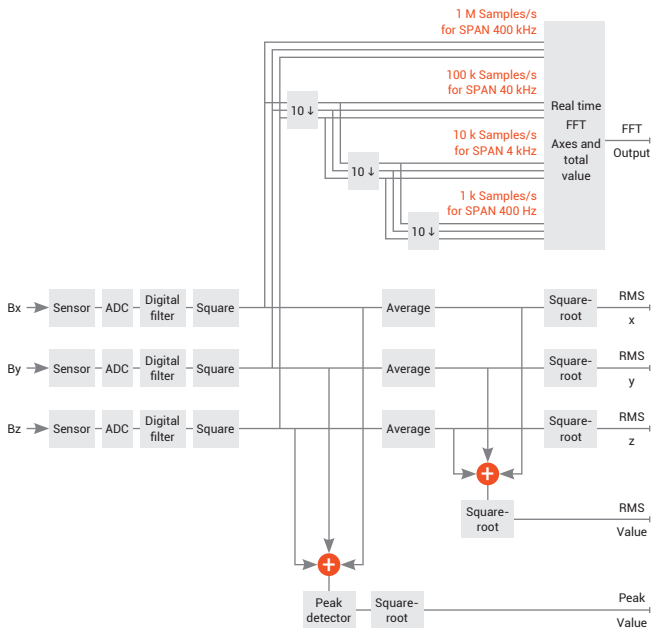 1 M Samples/s
for SPAN 400 kHz
100 k Samples/s
for SPAN 40 kHz
10 ↓
10 k Samples/s
for SPAN 4 kHz
10 ↓
1 k Samples/s
for SPAN 400 Hz
10 ↓
Real time
FFT
Axes and
total
value
FFT
Output
Bx
Sensor
ADC
Digital
filter
Square
Average
Square-
root
RMS
x
By
Sensor
ADC
Digital
filter
Square
Average
Square-
root
RMS
y
Bz
Sensor
ADC
Digital
filter
Square
Average
Square-
root
RMS
z
+
Square-
root
RMS
Value
+
Peak
detector
Square-
root
Peak
Value